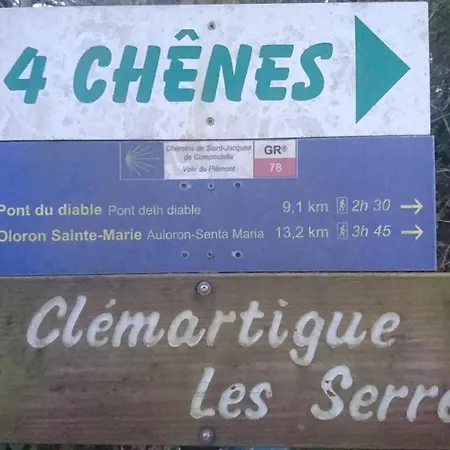 4 CHÊNES
Chemins de Saint-Jacques
de Compostelle
Voie du Piémont
GR®
78
Pont du diable Pont deth diable 9,1 km 2h 30 →
Oloron Sainte-Marie Auloron-Senta Maria 13,2 km 3h 45 →
Clémartigue
Les Serre